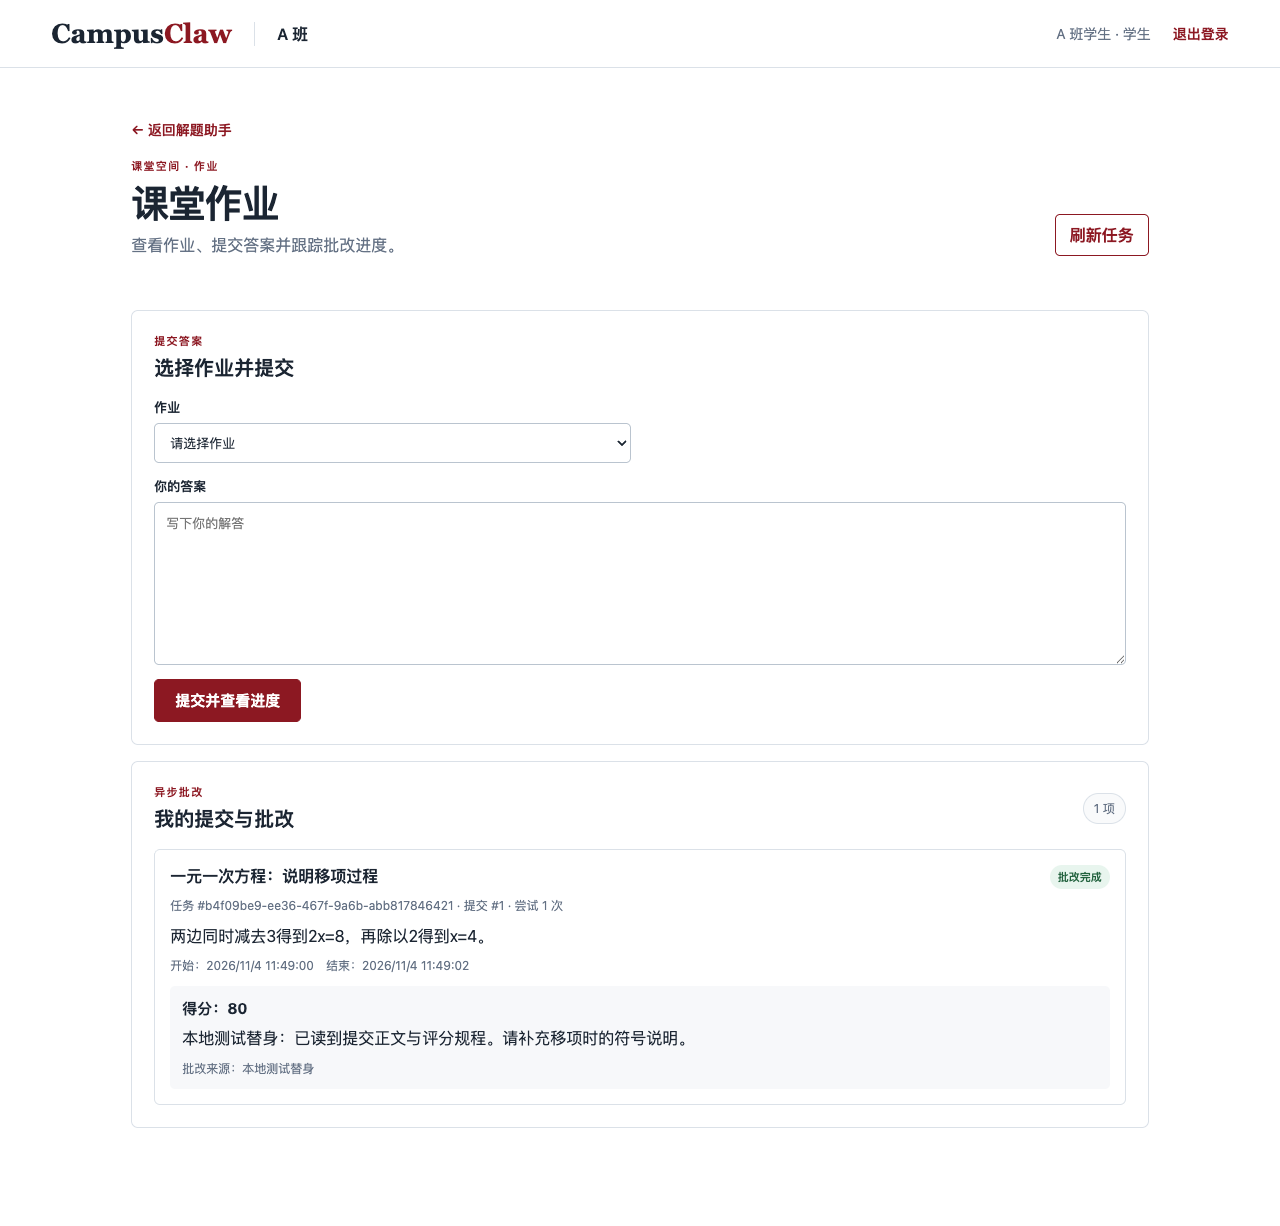 CampusClaw A 班 A 班学生 · 学生 退出登录
← 返回解题助手
课堂空间 · 作业
课堂作业
查看作业、提交答案并跟踪批改进度。
刷新任务
提交答案
选择作业并提交
作业
请选择作业
你的答案
写下你的解答
提交并查看进度
异步批改
我的提交与批改
1 项
一元一次方程：说明移项过程
批改完成
任务 #b4f09be9-ee36-467f-9a6b-abb817846421 · 提交 #1 · 尝试 1 次
两边同时减去3得到2x=8，再除以2得到x=4。
开始：2026/11/4 11:49:00 结束：2026/11/4 11:49:02
得分：80
本地测试替身：已读到提交正文与评分规程。请补充移项时的符号说明。
批改来源：本地测试替身